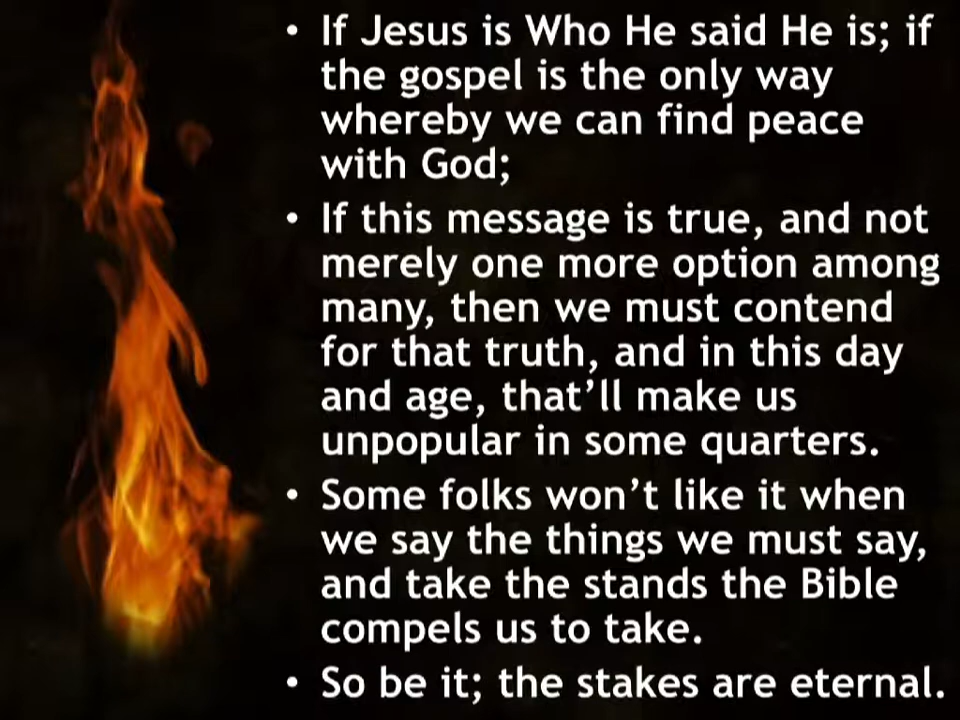 • If Jesus is Who He said He is; if
the gospel is the only way
whereby we can find peace
with God;
• If this message is true, and not
merely one more option among
many, then we must contend
for that truth, and in this day
and age, that’ll make us
unpopular in some quarters.
• Some folks won’t like it when
we say the things we must say,
and take the stands the Bible
compels us to take.
• So be it; the stakes are eternal.